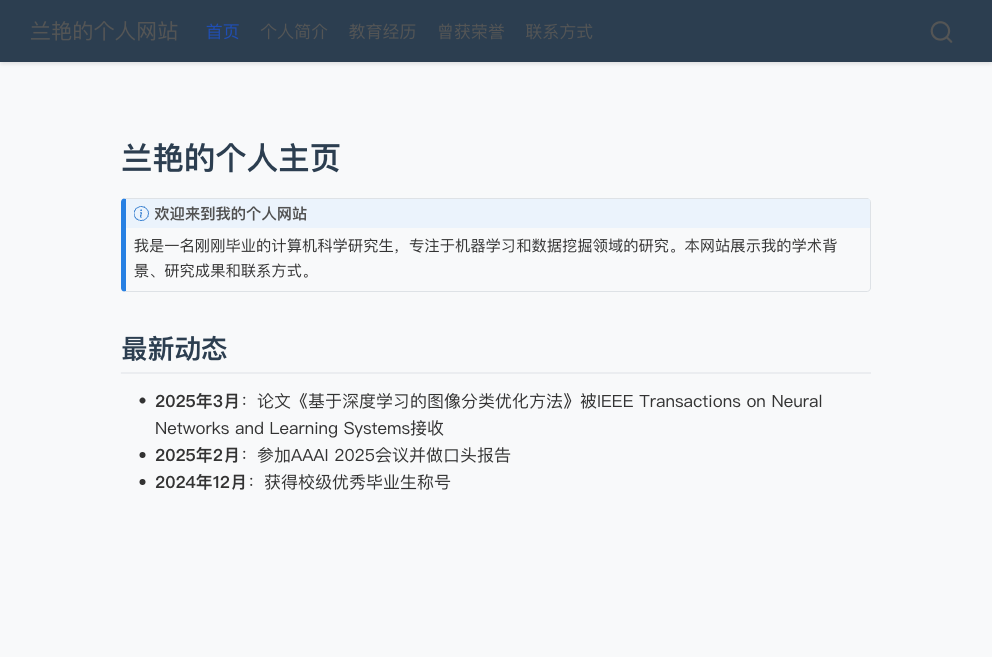 兰艳的个人网站 首页 个人简介 教育经历 曾获荣誉 联系方式
兰艳的个人主页
欢迎来到我的个人网站
我是一名刚刚毕业的计算机科学研究生，专注于机器学习和数据挖掘领域的研究。本网站展示我的学术背
景、研究成果和联系方式。
最新动态
• 2025年3月：论文《基于深度学习的图像分类优化方法》被IEEE Transactions on Neural
Networks and Learning Systems接收
• 2025年2月：参加AAAI 2025会议并做口头报告
• 2024年12月：获得校级优秀毕业生称号